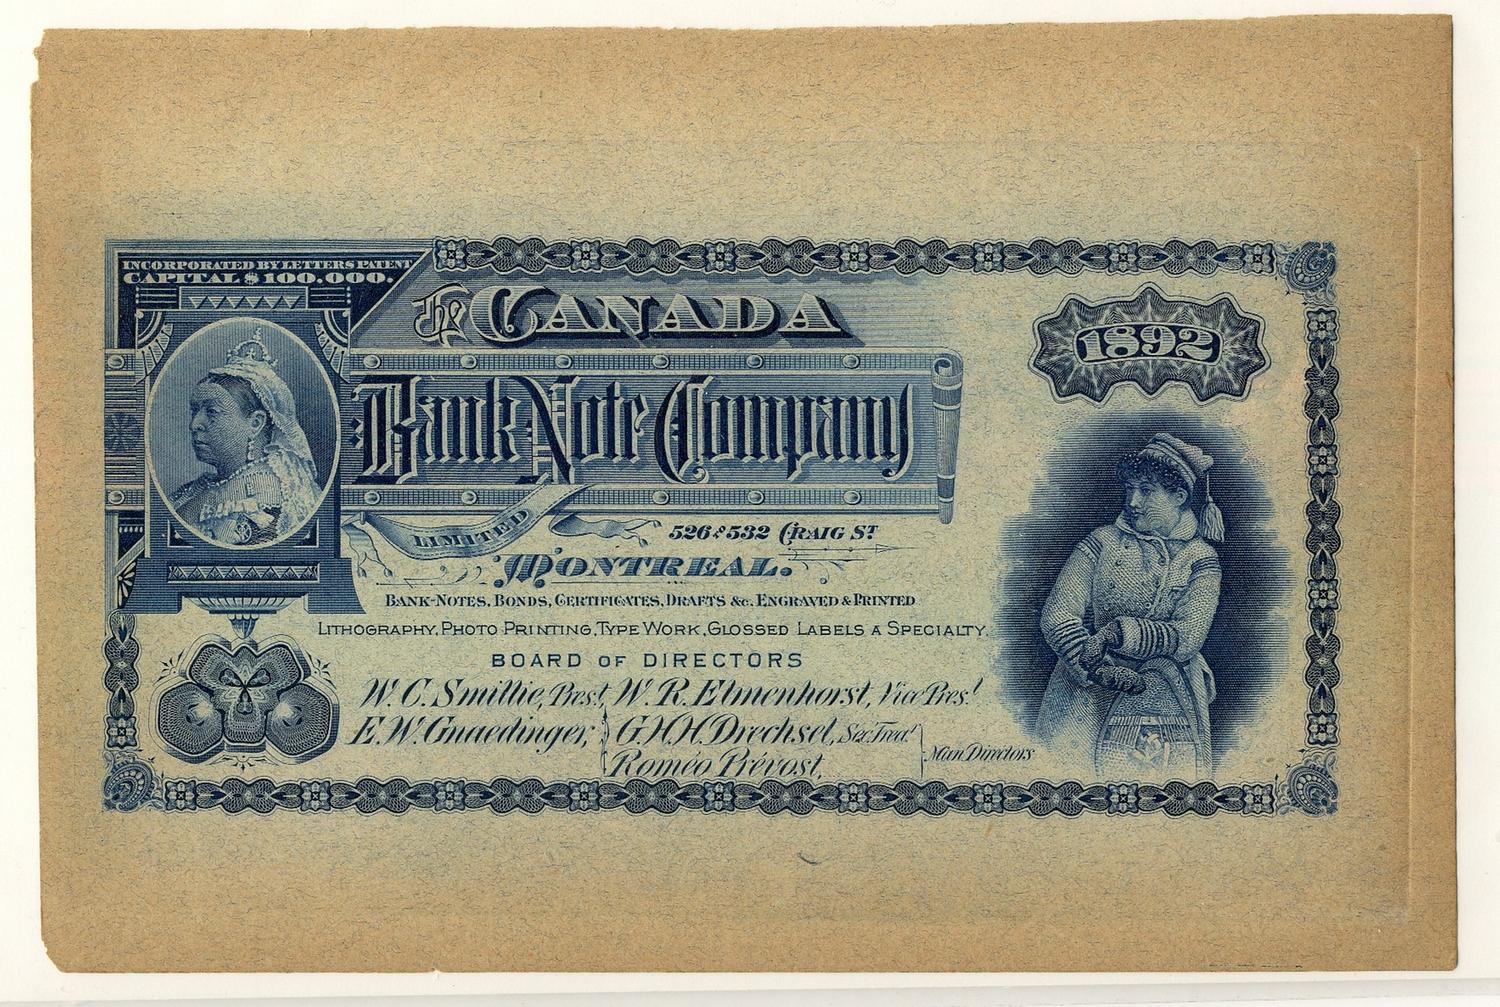 INCORPORATED BY LETTERS PATENT
CAPITAL $100.000.
The CANADA
Bank Note Company
LIMITED
526 & 532 CRAIG ST
MONTREAL.
BANK-NOTES, BONDS, CERTIFICATES, DRAFTS &c. ENGRAVED & PRINTED
LITHOGRAPHY, PHOTO PRINTING, TYPE WORK, GLOSSED LABELS A SPECIALTY.
BOARD OF DIRECTORS
W. C. Smillie, Prest, W. R. Elmenhorst, Vice Prest
E. W. Gnaedinger, G. H. H. Drechsel, Sec. Treat
Roméo Prévost, Man Directors
1892